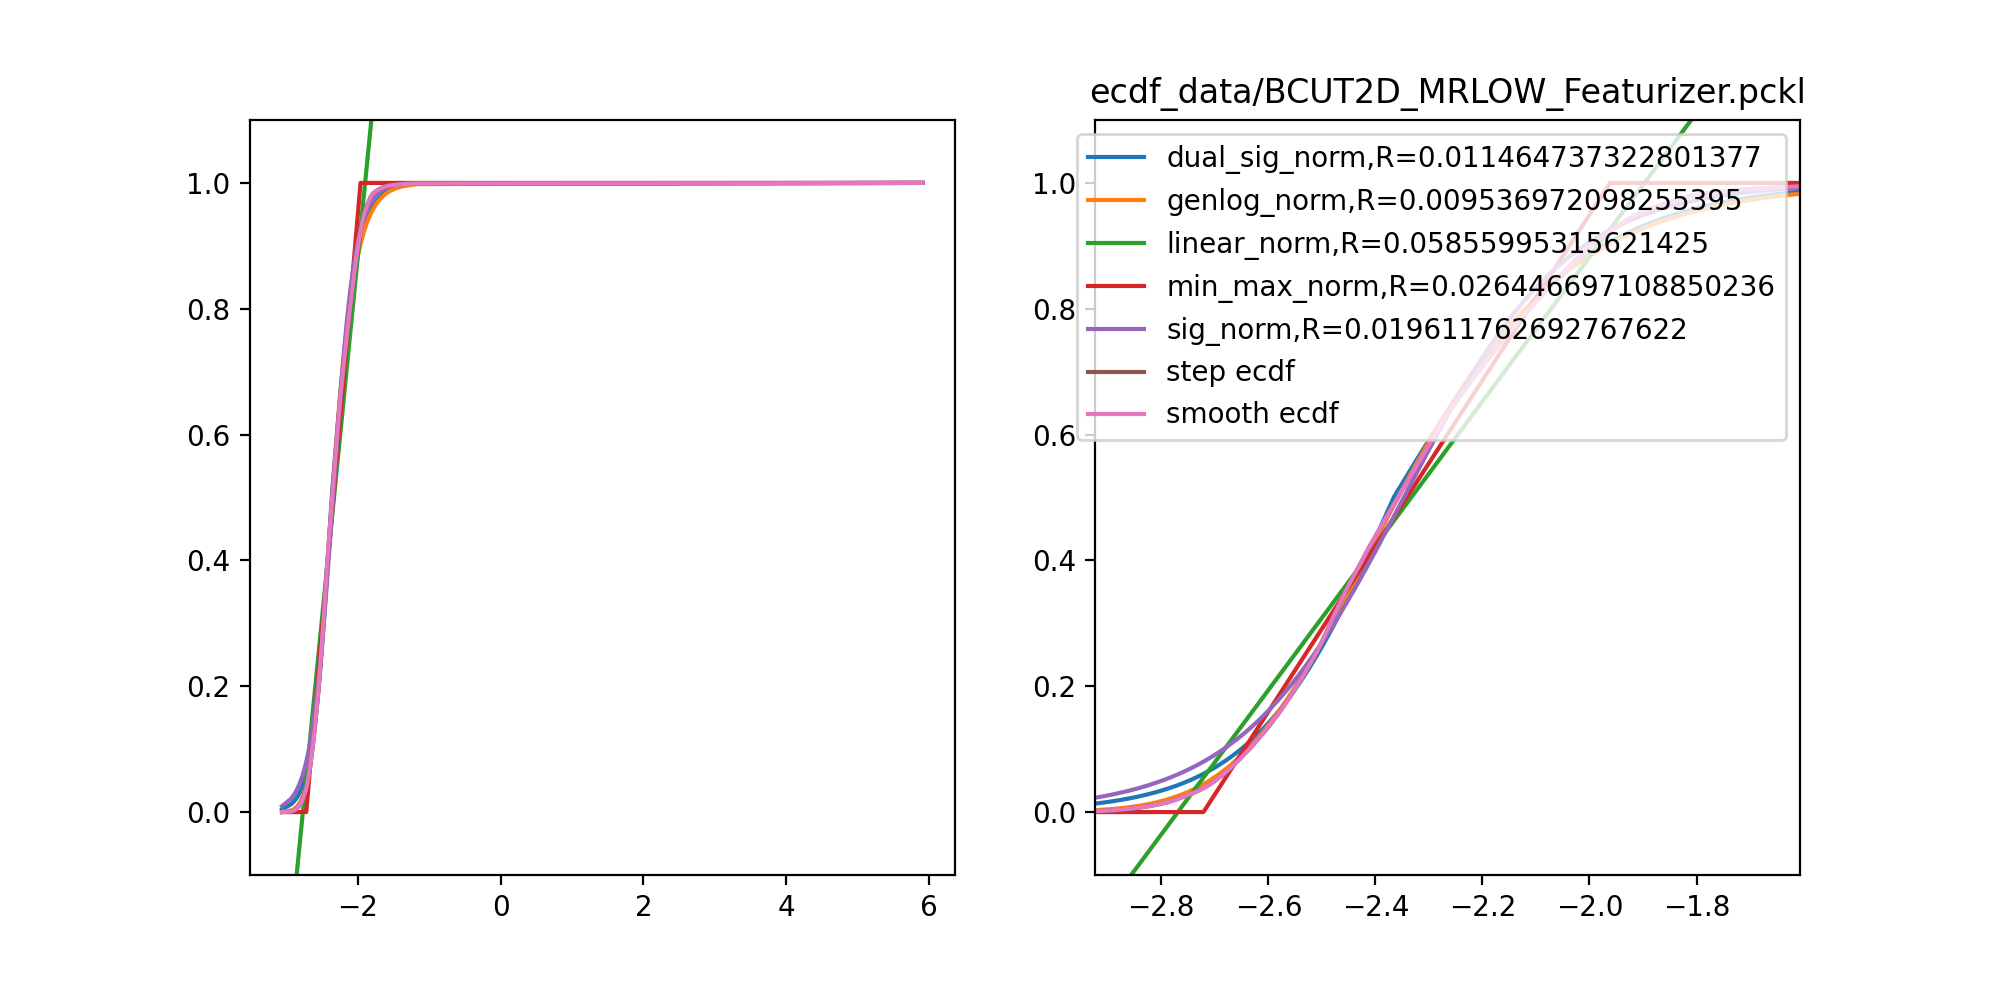 ecdf_data/BCUT2D_MRLOW_Featurizer.pckl
1.0
0.8
0.6
0.4
0.2
0.0
−2
0
2
4
6
1.0
0.8
0.6
0.4
0.2
0.0
−2.8
−2.6
−2.4
−2.2
−2.0
−1.8
dual_sig_norm,R=0.011464737322801377
genlog_norm,R=0.009536972098255395
linear_norm,R=0.05855995315621425
min_max_norm,R=0.026446697108850236
sig_norm,R=0.019611762692767622
step ecdf
smooth ecdf